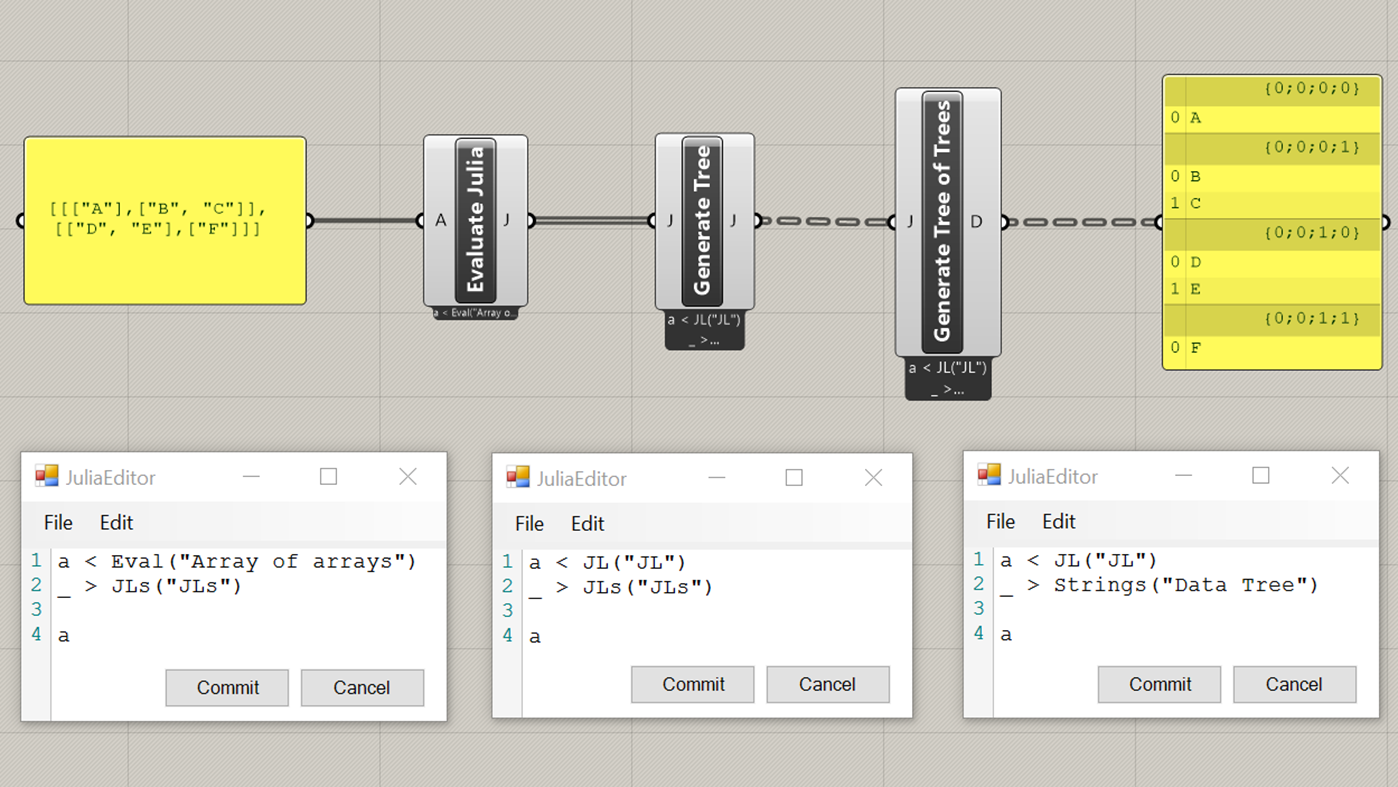 [[["A"],["B", "C"]],
[["D", "E"],["F"]]]
A
Evaluate Julia
J
a < Eval("Array o...
J
Generate Tree
J
a < JL("JL")
_ >...
J
Generate Tree of Trees
D
a < JL("JL")
_ >...
{0;0;0;0}
0 A
{0;0;0;1}
0 B
1 C
{0;0;1;0}
0 D
1 E
{0;0;1;1}
0 F
JuliaEditor
File Edit
1 a < Eval("Array of arrays")
2 _ > JLs("JLs")
3
4 a
Commit Cancel
JuliaEditor
File Edit
1 a < JL("JL")
2 _ > JLs("JLs")
3
4 a
Commit Cancel
JuliaEditor
File Edit
1 a < JL("JL")
2 _ > Strings("Data Tree")
3
4 a
Commit Cancel